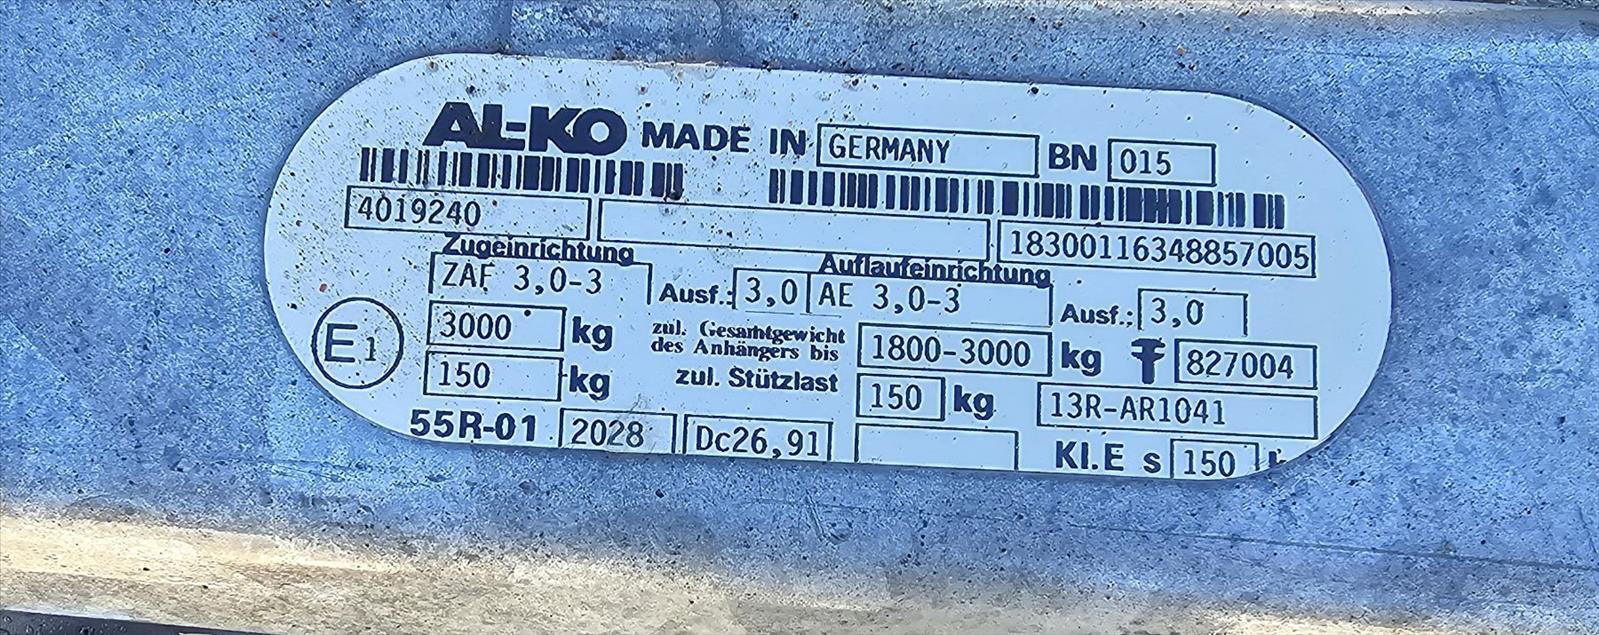 AL-KO MADE IN GERMANY BN 015
4019240 18300116348857005
Zugeinrichtung Auflaufeinrichtung
ZAF 3,0-3 Ausf.: 3,0 AE 3,0-3 Ausf.: 3,0
E1 3000 kg zul. Gesamtgewicht des Anhängers bis 1800-3000 kg 827004
150 kg zul. Stützlast 150 kg 13R-AR1041
55R-01 2028 Dc26,91 Kl.E s 150